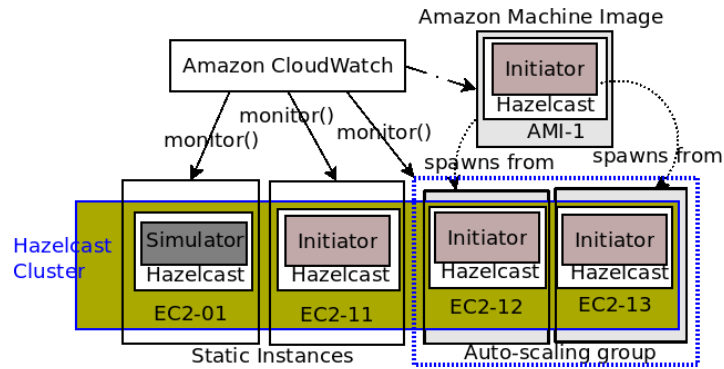 Amazon Machine Image
Amazon CloudWatch
Initiator
Hazelcast
AMI-1
monitor()
monitor()
monitor()
spawns from
spawns from
Hazelcast
Cluster
Simulator
Hazelcast
EC2-01
Initiator
Hazelcast
EC2-11
Initiator
Hazelcast
EC2-12
Initiator
Hazelcast
EC2-13
Static Instances
Auto-scaling group